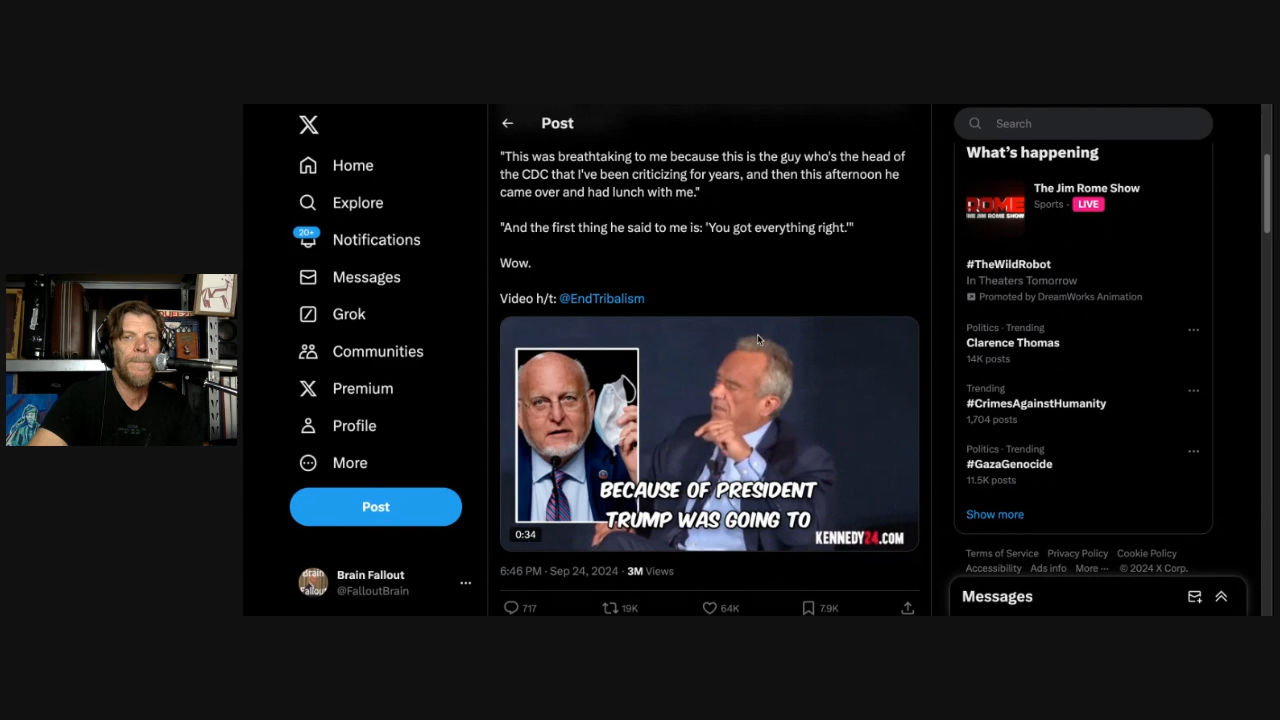 X
Home
Explore
20+
Notifications
Messages
Grok
Communities
Premium
Profile
More
Post
Brain Fallout
@FalloutBrain
Post
"This was breathtaking to me because this is the guy who's the head of
the CDC that I've been criticizing for years, and then this afternoon he
came over and had lunch with me."
"And the first thing he said to me is: 'You got everything right.'"
Wow.
Video h/t: @EndTribalism
BECAUSE OF PRESIDENT
TRUMP WAS GOING TO
0:34
KENNEDY24.COM
6:46 PM · Sep 24, 2024 · 3M Views
717
19K
64K
7.9K
Search
What's happening
ROME
THE JIM ROME SHOW
The Jim Rome Show
Sports · LIVE
#TheWildRobot
In Theaters Tomorrow
Promoted by DreamWorks Animation
Politics · Trending
Clarence Thomas
14K posts
Trending
#CrimesAgainstHumanity
1,704 posts
Politics · Trending
#GazaGenocide
11.5K posts
Show more
Terms of Service Privacy Policy Cookie Policy
Accessibility Ads info More ··· © 2024 X Corp.
Messages